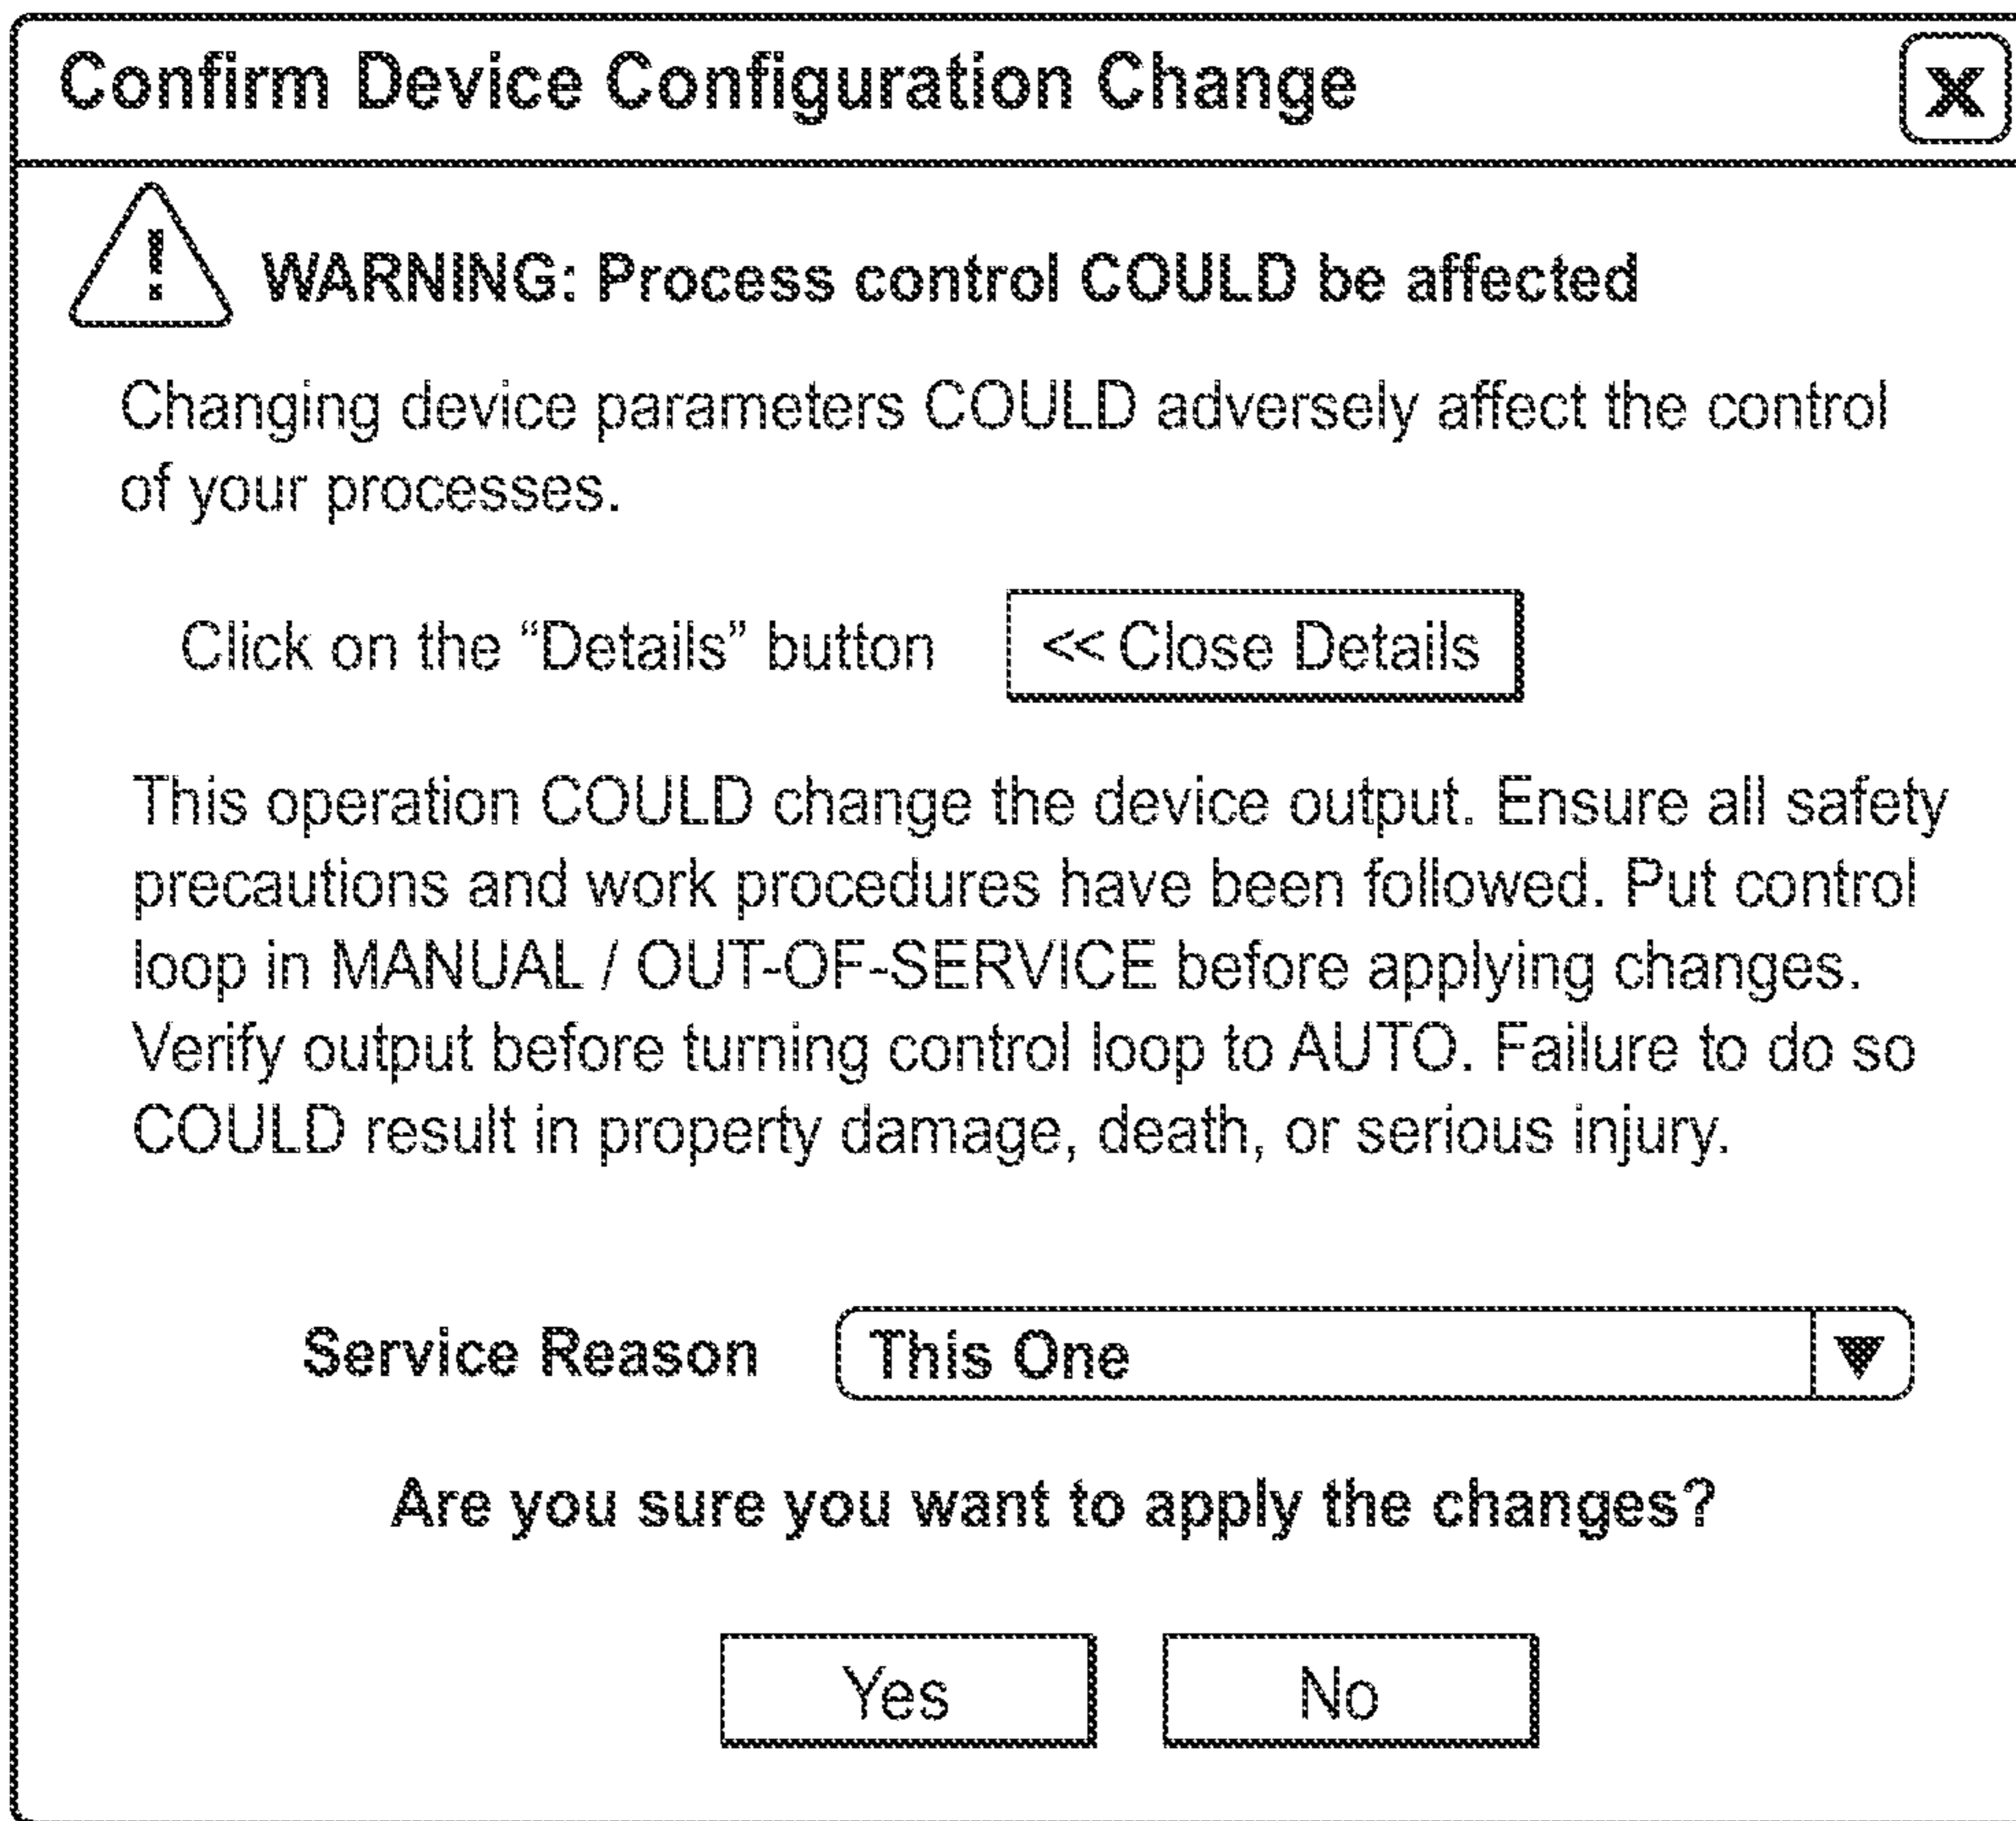 Confirm Device Configuration Change X
! WARNING: Process control COULD be affected
Changing device parameters COULD adversely affect the control
of your processes.
Click on the “Details” button << Close Details
This operation COULD change the device output. Ensure all safety
precautions and work procedures have been followed. Put control
loop in MANUAL / OUT-OF-SERVICE before applying changes.
Verify output before turning control loop to AUTO. Failure to do so
COULD result in property damage, death, or serious injury.
Service Reason This One
Are you sure you want to apply the changes?
Yes No